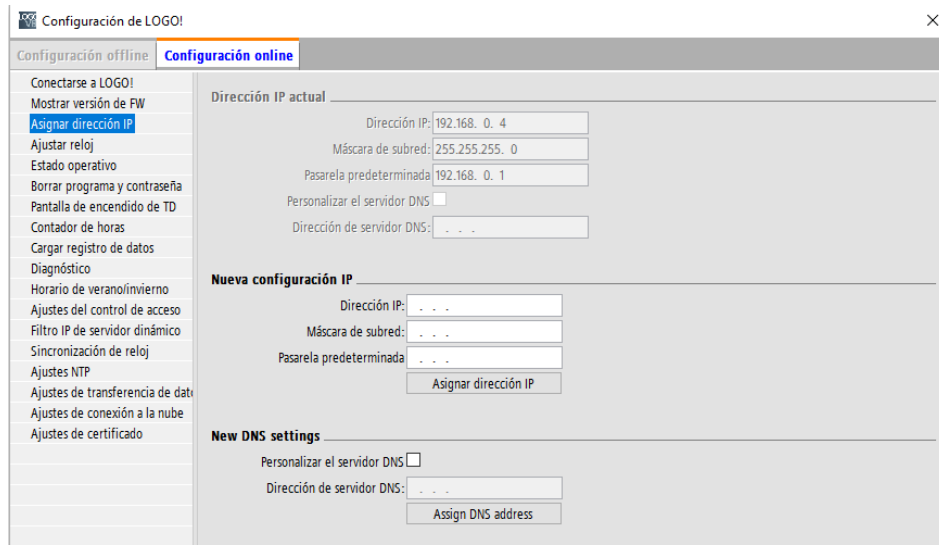 Configuración de LOGO!
Configuración offline
Configuración online
Conectarse a LOGO!
Mostrar versión de FW
Asignar dirección IP
Ajustar reloj
Estado operativo
Borrar programa y contraseña
Pantalla de encendido de TD
Contador de horas
Cargar registro de datos
Diagnóstico
Horario de verano/invierno
Ajustes del control de acceso
Filtro IP de servidor dinámico
Sincronización de reloj
Ajustes NTP
Ajustes de transferencia de dat
Ajustes de conexión a la nube
Ajustes de certificado
Dirección IP actual
Dirección IP: 192.168. 0. 4
Máscara de subred: 255.255.255. 0
Pasarela predeterminada 192.168. 0. 1
Personalizar el servidor DNS
Dirección de servidor DNS: . . .
Nueva configuración IP
Dirección IP: . . .
Máscara de subred: . . .
Pasarela predeterminada . . .
Asignar dirección IP
New DNS settings
Personalizar el servidor DNS
Dirección de servidor DNS: . . .
Assign DNS address